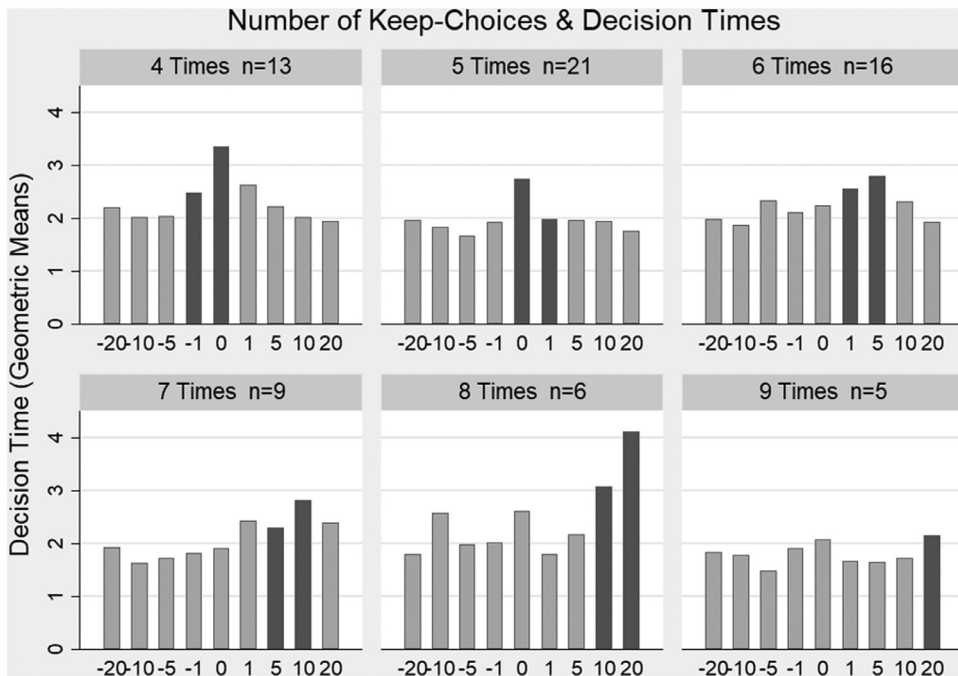 Number of Keep-Choices & Decision Times
4 Times n=13
5 Times n=21
6 Times n=16
Decision Time (Geometric Means)
4
3
2
1
0
-20 -10 -5 -1 0 1 5 10 20
-20 -10 -5 -1 0 1 5 10 20
-20 -10 -5 -1 0 1 5 10 20
7 Times n=9
8 Times n=6
9 Times n=5
4
3
2
1
0
-20 -10 -5 -1 0 1 5 10 20
-20 -10 -5 -1 0 1 5 10 20
-20 -10 -5 -1 0 1 5 10 20